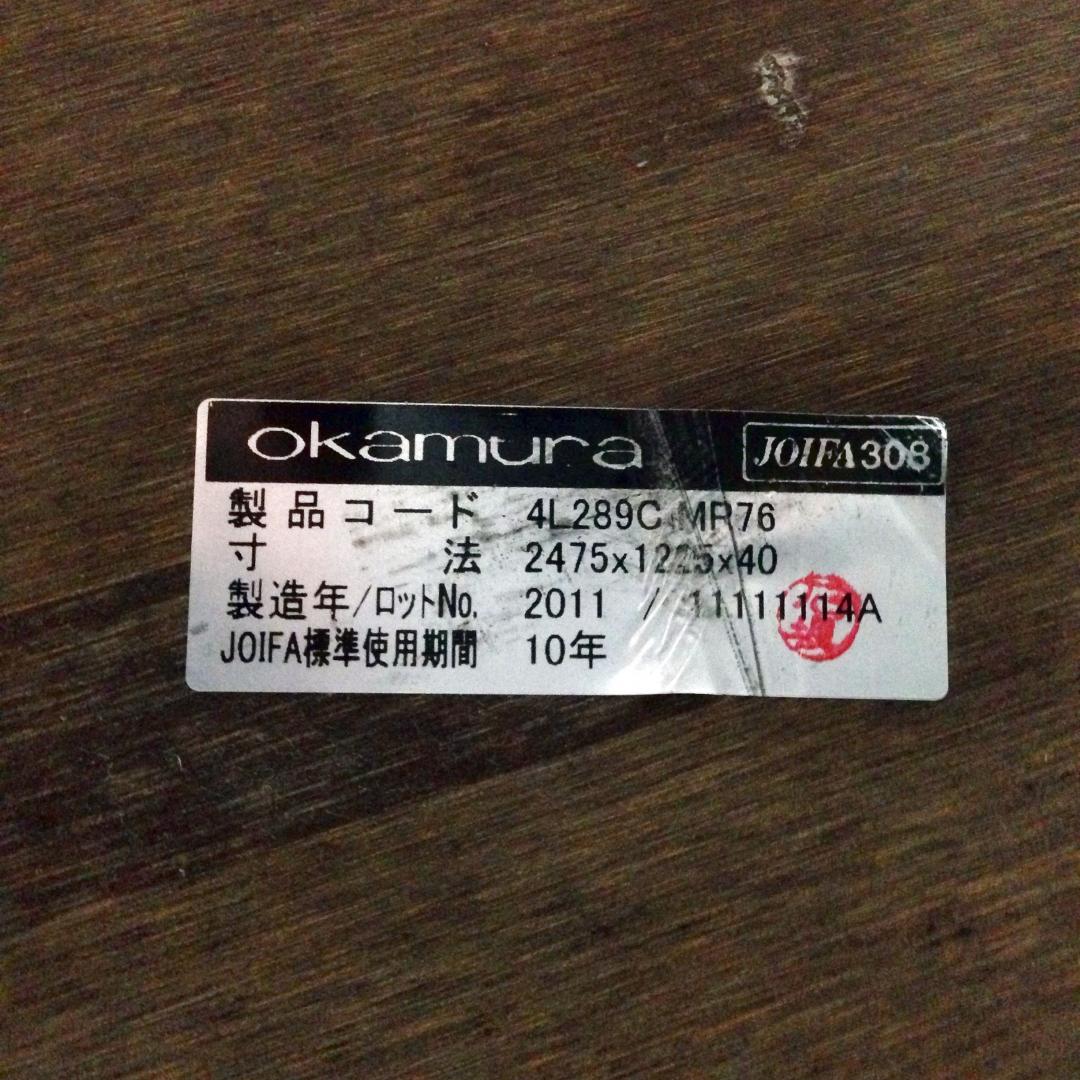 okamura JOIFA308
製品コード 4L289C MP76
寸法 2475x1225x40
製造年/ロットNo. 2011 / 11111114A
JOIFA標準使用期間 10年